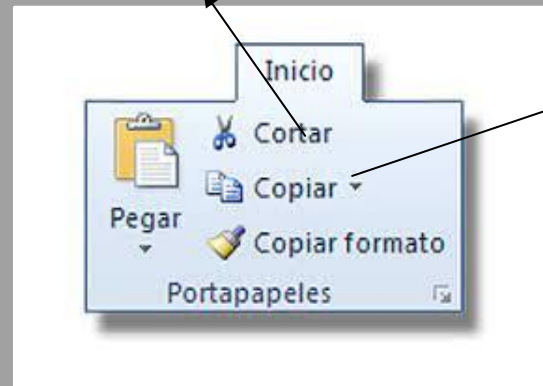 Inicio
Cortar
Copiar
Pegar
Copiar formato
Portapapeles